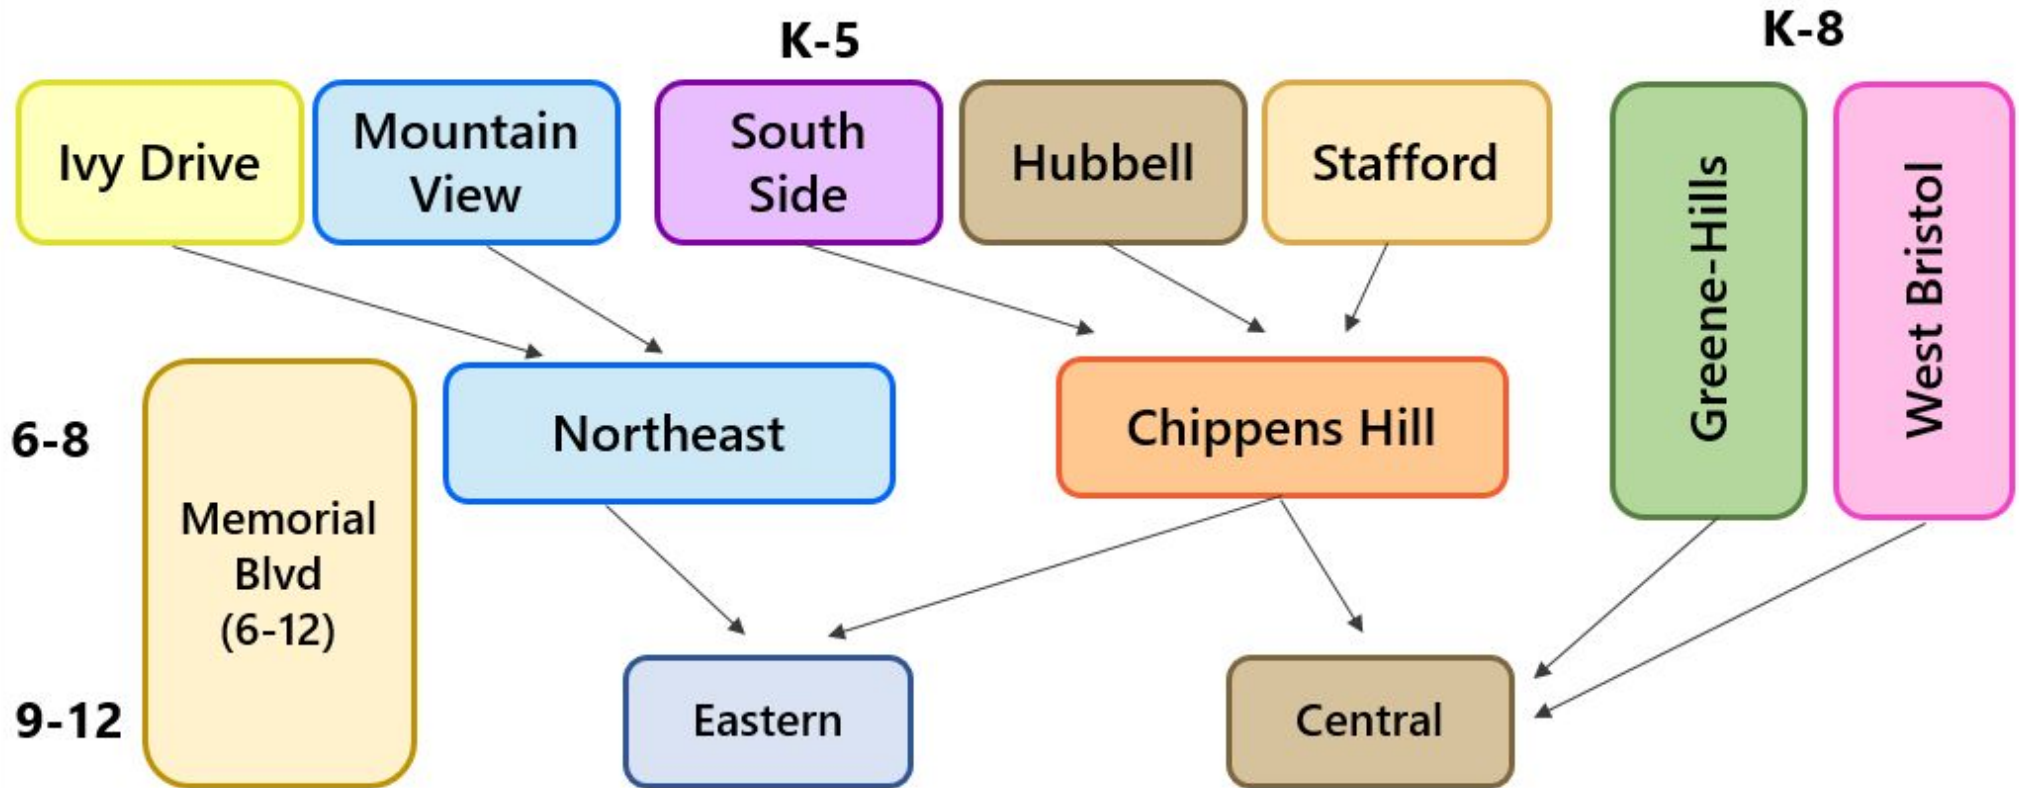 K-5
K-8
Ivy Drive
Mountain
View
South
Side
Hubbell
Stafford
Greene-Hills
West Bristol
6-8
Memorial
Blvd
(6-12)
Northeast
Chippens Hill
9-12
Eastern
Central